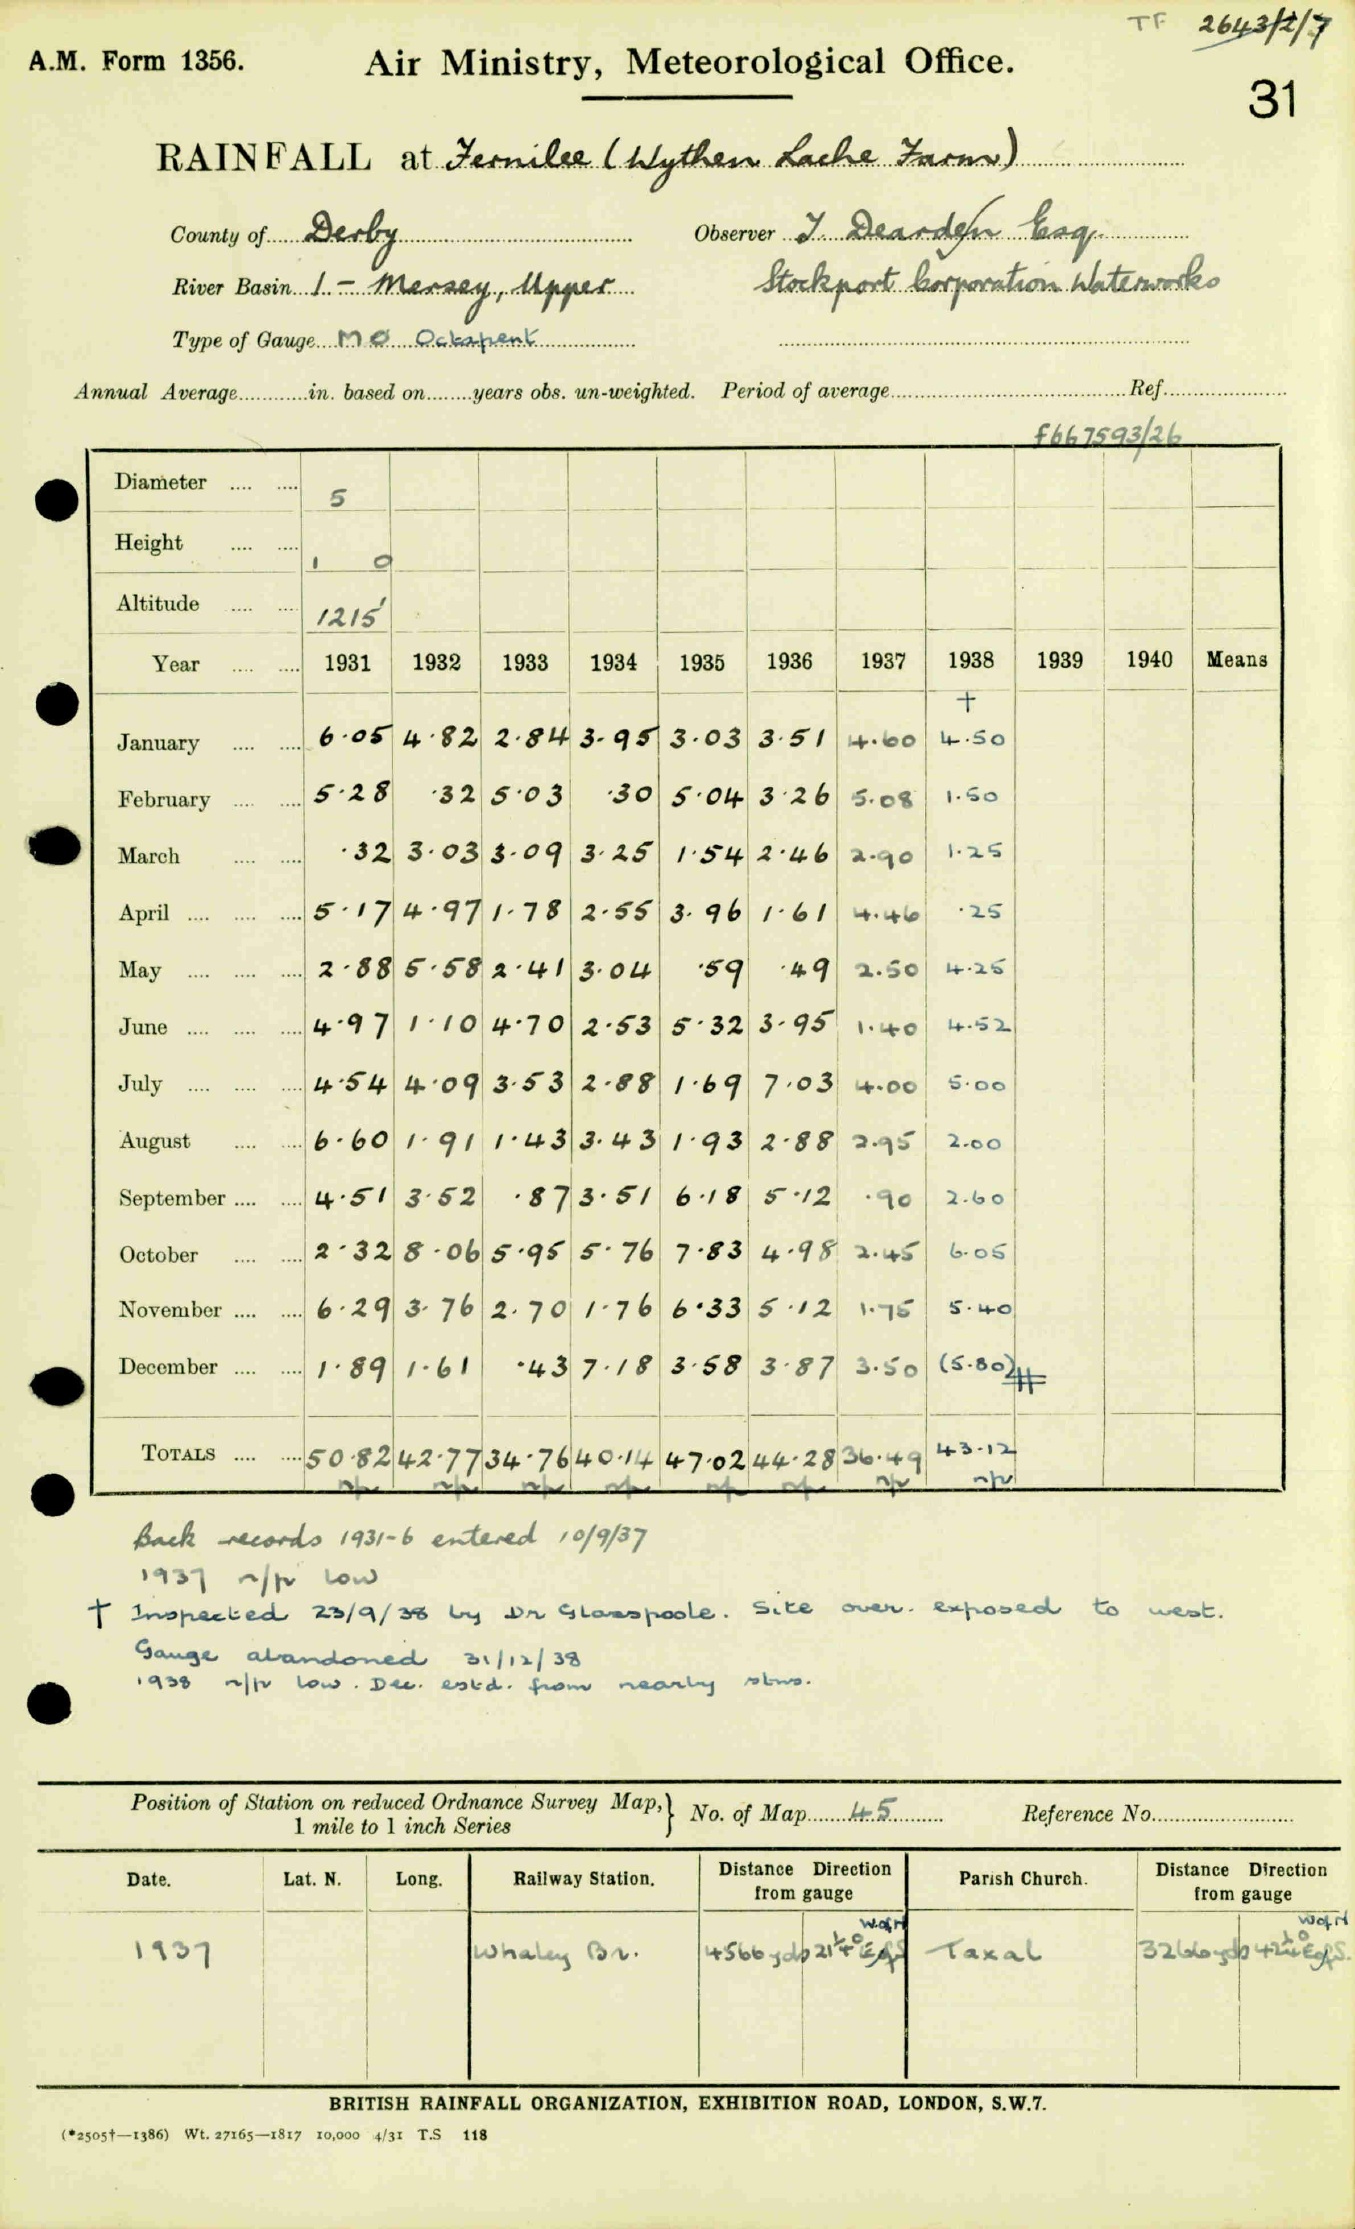 TF 2643/2/7
A.M. Form 1356. Air Ministry, Meteorological Office.
31
RAINFALL at Fernilee (Wythen Lache Farm)
County of Derby Observer T. Dearden Esq.
River Basin 1 – Mersey, Upper Stockport Corporation Waterworks
Type of Gauge MO Octapent
Annual Average in. based on years obs. un-weighted. Period of average Ref.
f667593/26
Diameter 5
Height 1 0
Altitude 1215'
Year 1931 1932 1933 1934 1935 1936 1937 1938 1939 1940 Means
†
January 6.05 4.82 2.84 3.95 3.03 3.51 4.60 4.50
February 5.28 .32 5.03 .30 5.04 3.26 5.08 1.50
March .32 3.03 3.09 3.25 1.54 2.46 2.90 1.25
April 5.17 4.97 1.78 2.55 3.96 1.61 4.46 .25
May 2.88 5.58 2.41 3.04 .59 .49 2.50 4.25
June 4.97 1.10 4.70 2.53 5.32 3.95 1.40 4.52
July 4.54 4.09 3.53 2.88 1.69 7.03 4.00 5.00
August 6.60 1.91 1.43 3.43 1.93 2.88 2.95 2.00
September 4.51 3.52 .87 3.51 6.18 5.12 .90 2.60
October 2.32 8.06 5.95 5.76 7.83 4.98 2.45 6.05
November 6.29 3.76 2.70 1.76 6.33 5.12 1.75 5.40
December 1.89 1.61 .43 7.18 3.58 3.87 3.50 (5.80)
TOTALS 50.82 42.77 34.76 40.14 47.02 44.28 36.49 43.12
n/p n/p n/p n/p n/p n/p n/p n/p
Back records 1931-6 entered 10/9/37
1937 n/p low
† Inspected 23/9/38 by Dr Glasspoole. Site over. exposed to west.
Gauge abandoned 31/12/38
1938 n/p low. Dec. estd. from nearby stns.
Position of Station on reduced Ordnance Survey Map,} No. of Map 45 Reference No.
1 mile to 1 inch Series
Date. Lat. N. Long. Railway Station. Distance Direction from gauge Parish Church. Distance Direction from gauge
W of N W of N
1937 Whaley Br. 4566 yds 21¼° E of S Taxal 3266 yds 42¼° E of S.
BRITISH RAINFALL ORGANIZATION, EXHIBITION ROAD, LONDON, S.W.7.
(*2505†—1386) Wt. 27165—1817 10,000 4/31 T.S 118